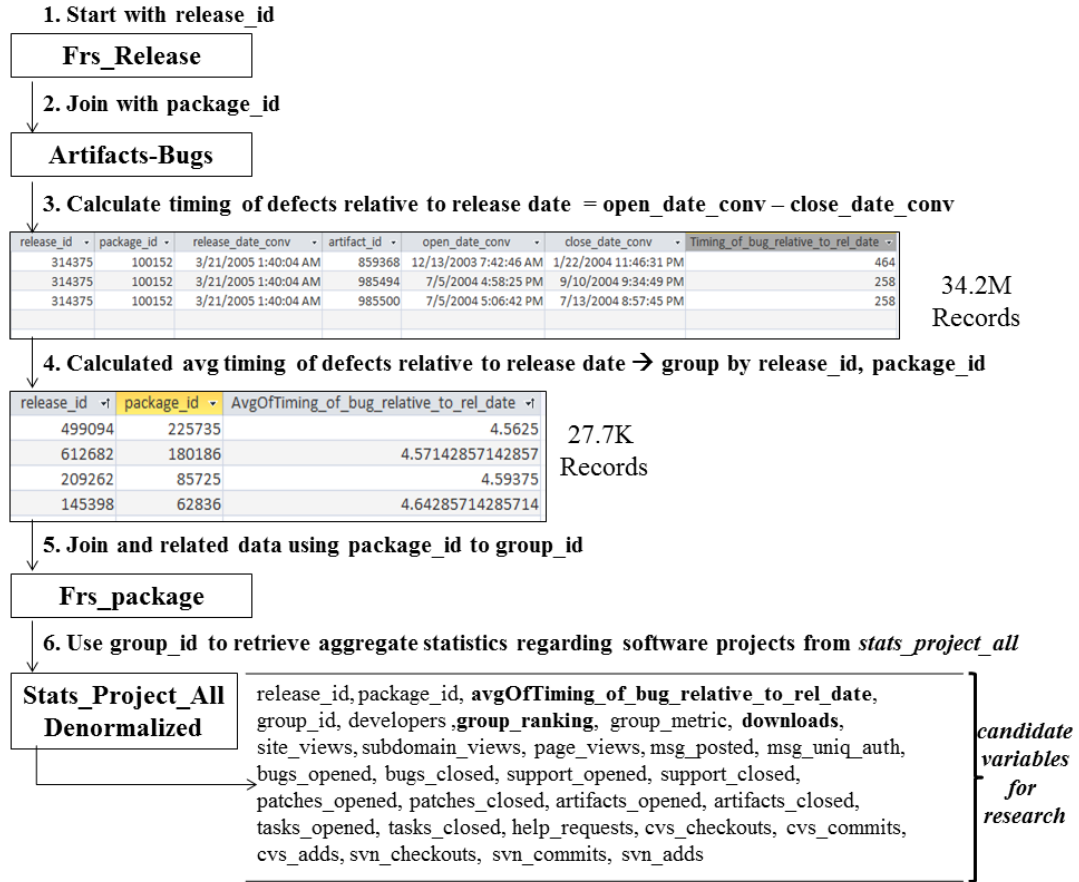 1. Start with release_id
Frs_Release
2. Join with package_id
Artifacts-Bugs
3. Calculate timing of defects relative to release date = open_date_conv – close_date_conv
release_id package_id release_date_conv artifact_id open_date_conv close_date_conv Timing_of_bug_relative_to_rel_date
314375 100152 3/21/2005 1:40:04 AM 859368 12/13/2003 7:42:46 AM 1/22/2004 11:46:31 PM 464
314375 100152 3/21/2005 1:40:04 AM 985494 7/5/2004 4:58:25 PM 9/10/2004 9:34:49 PM 258
314375 100152 3/21/2005 1:40:04 AM 985500 7/5/2004 5:06:42 PM 7/13/2004 8:57:45 PM 258
34.2M
Records
4. Calculated avg timing of defects relative to release date → group by release_id, package_id
release_id package_id AvgOfTiming_of_bug_relative_to_rel_date
499094 225735 4.5625
612682 180186 4.57142857142857
209262 85725 4.59375
145398 62836 4.64285714285714
27.7K
Records
5. Join and related data using package_id to group_id
Frs_package
6. Use group_id to retrieve aggregate statistics regarding software projects from stats_project_all
Stats_Project_All
Denormalized
release_id, package_id, avgOfTiming_of_bug_relative_to_rel_date,
group_id, developers ,group_ranking, group_metric, downloads,
site_views, subdomain_views, page_views, msg_posted, msg_uniq_auth,
bugs_opened, bugs_closed, support_opened, support_closed,
patches_opened, patches_closed, artifacts_opened, artifacts_closed,
tasks_opened, tasks_closed, help_requests, cvs_checkouts, cvs_commits,
cvs_adds, svn_checkouts, svn_commits, svn_adds
candidate
variables
for
research